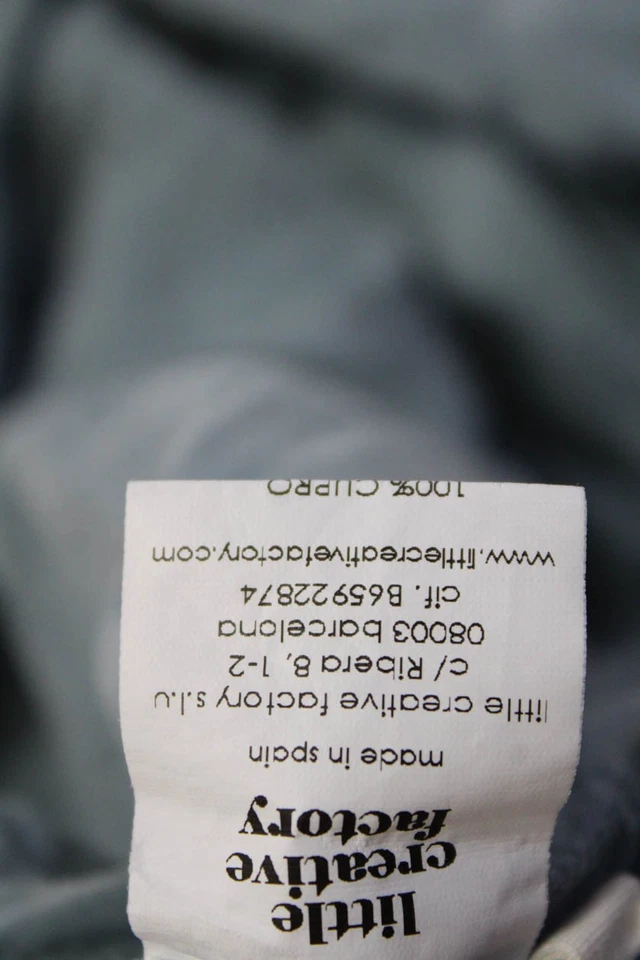 little
creative
factory
made in spain
little creative factory s.l.u
c/ Ribera 8, 1-2
08003 barcelona
cif. B65922874
www.littlecreativefactory.com
100% CUPRO